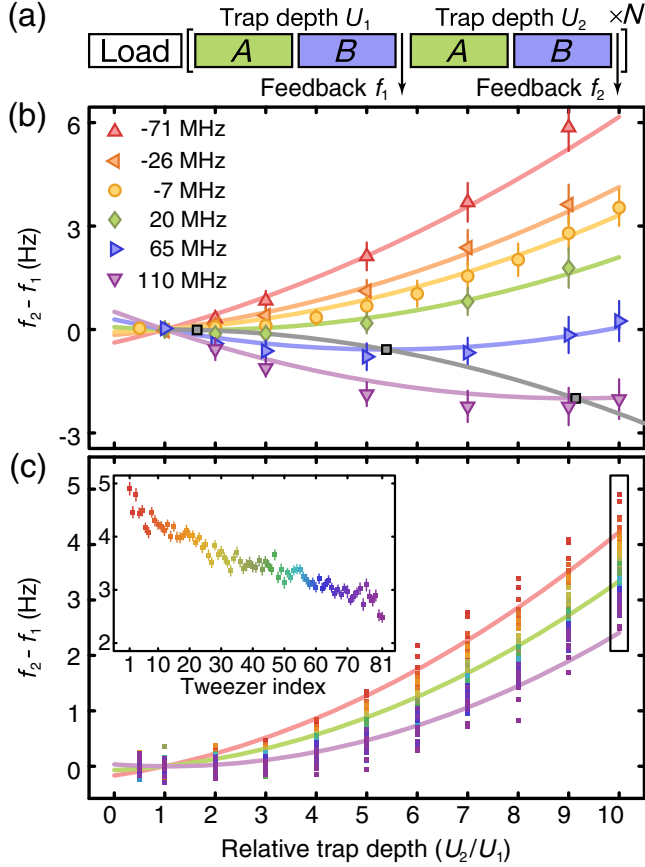 (a)
Trap depth U₁
Trap depth U₂
×N
Load
A
B
A
B
Feedback f₁
Feedback f₂
(b)
6
3
0
-3
f₂ - f₁ (Hz)
-71 MHz
-26 MHz
-7 MHz
20 MHz
65 MHz
110 MHz
(c)
5
4
3
2
1
0
f₂ - f₁ (Hz)
5
4
3
2
1 10 20 30 40 50 60 70 81
Tweezer index
0 1 2 3 4 5 6 7 8 9 10
Relative trap depth (U₂/U₁)